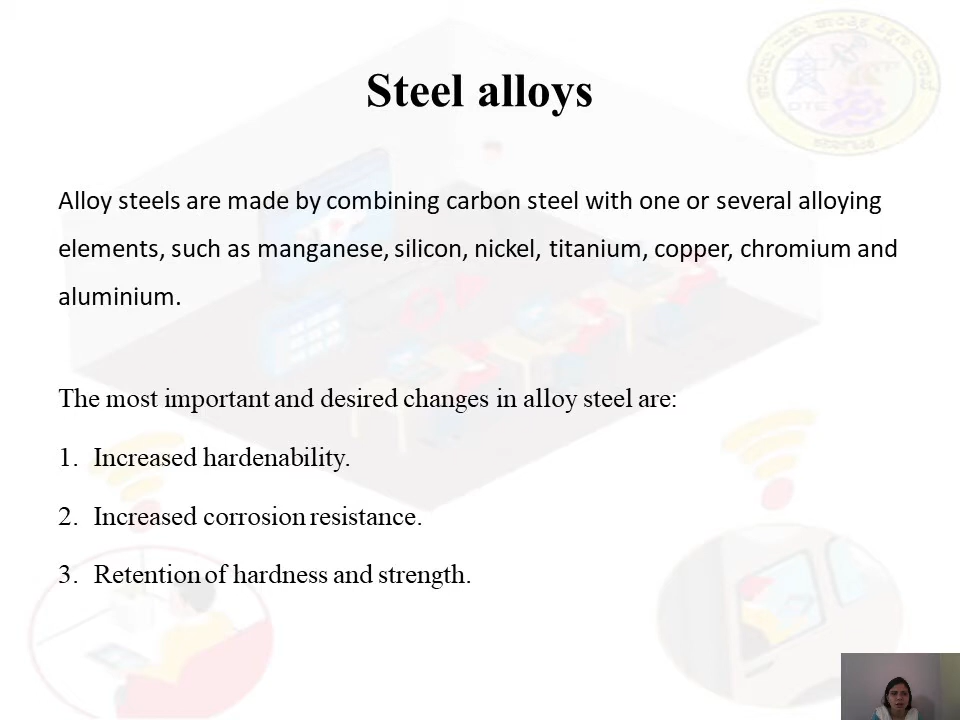 Steel alloys
DTE
Alloy steels are made by combining carbon steel with one or several alloying
elements, such as manganese, silicon, nickel, titanium, copper, chromium and
aluminium.
The most important and desired changes in alloy steel are:
1. Increased hardenability.
2. Increased corrosion resistance.
3. Retention of hardness and strength.